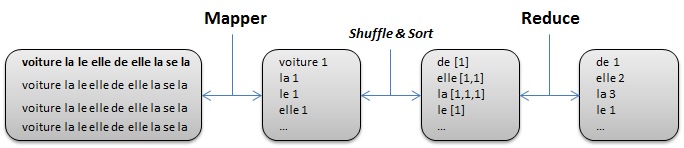 Mapper
Shuffle & Sort
Reduce
voiture la le elle de elle la se la
voiture la le elle de elle la se la
voiture la le elle de elle la se la
voiture la le elle de elle la se la
voiture 1
la 1
le 1
elle 1
...
de [1]
elle [1,1]
la [1,1,1]
le [1]
...
de 1
elle 2
la 3
le 1
...